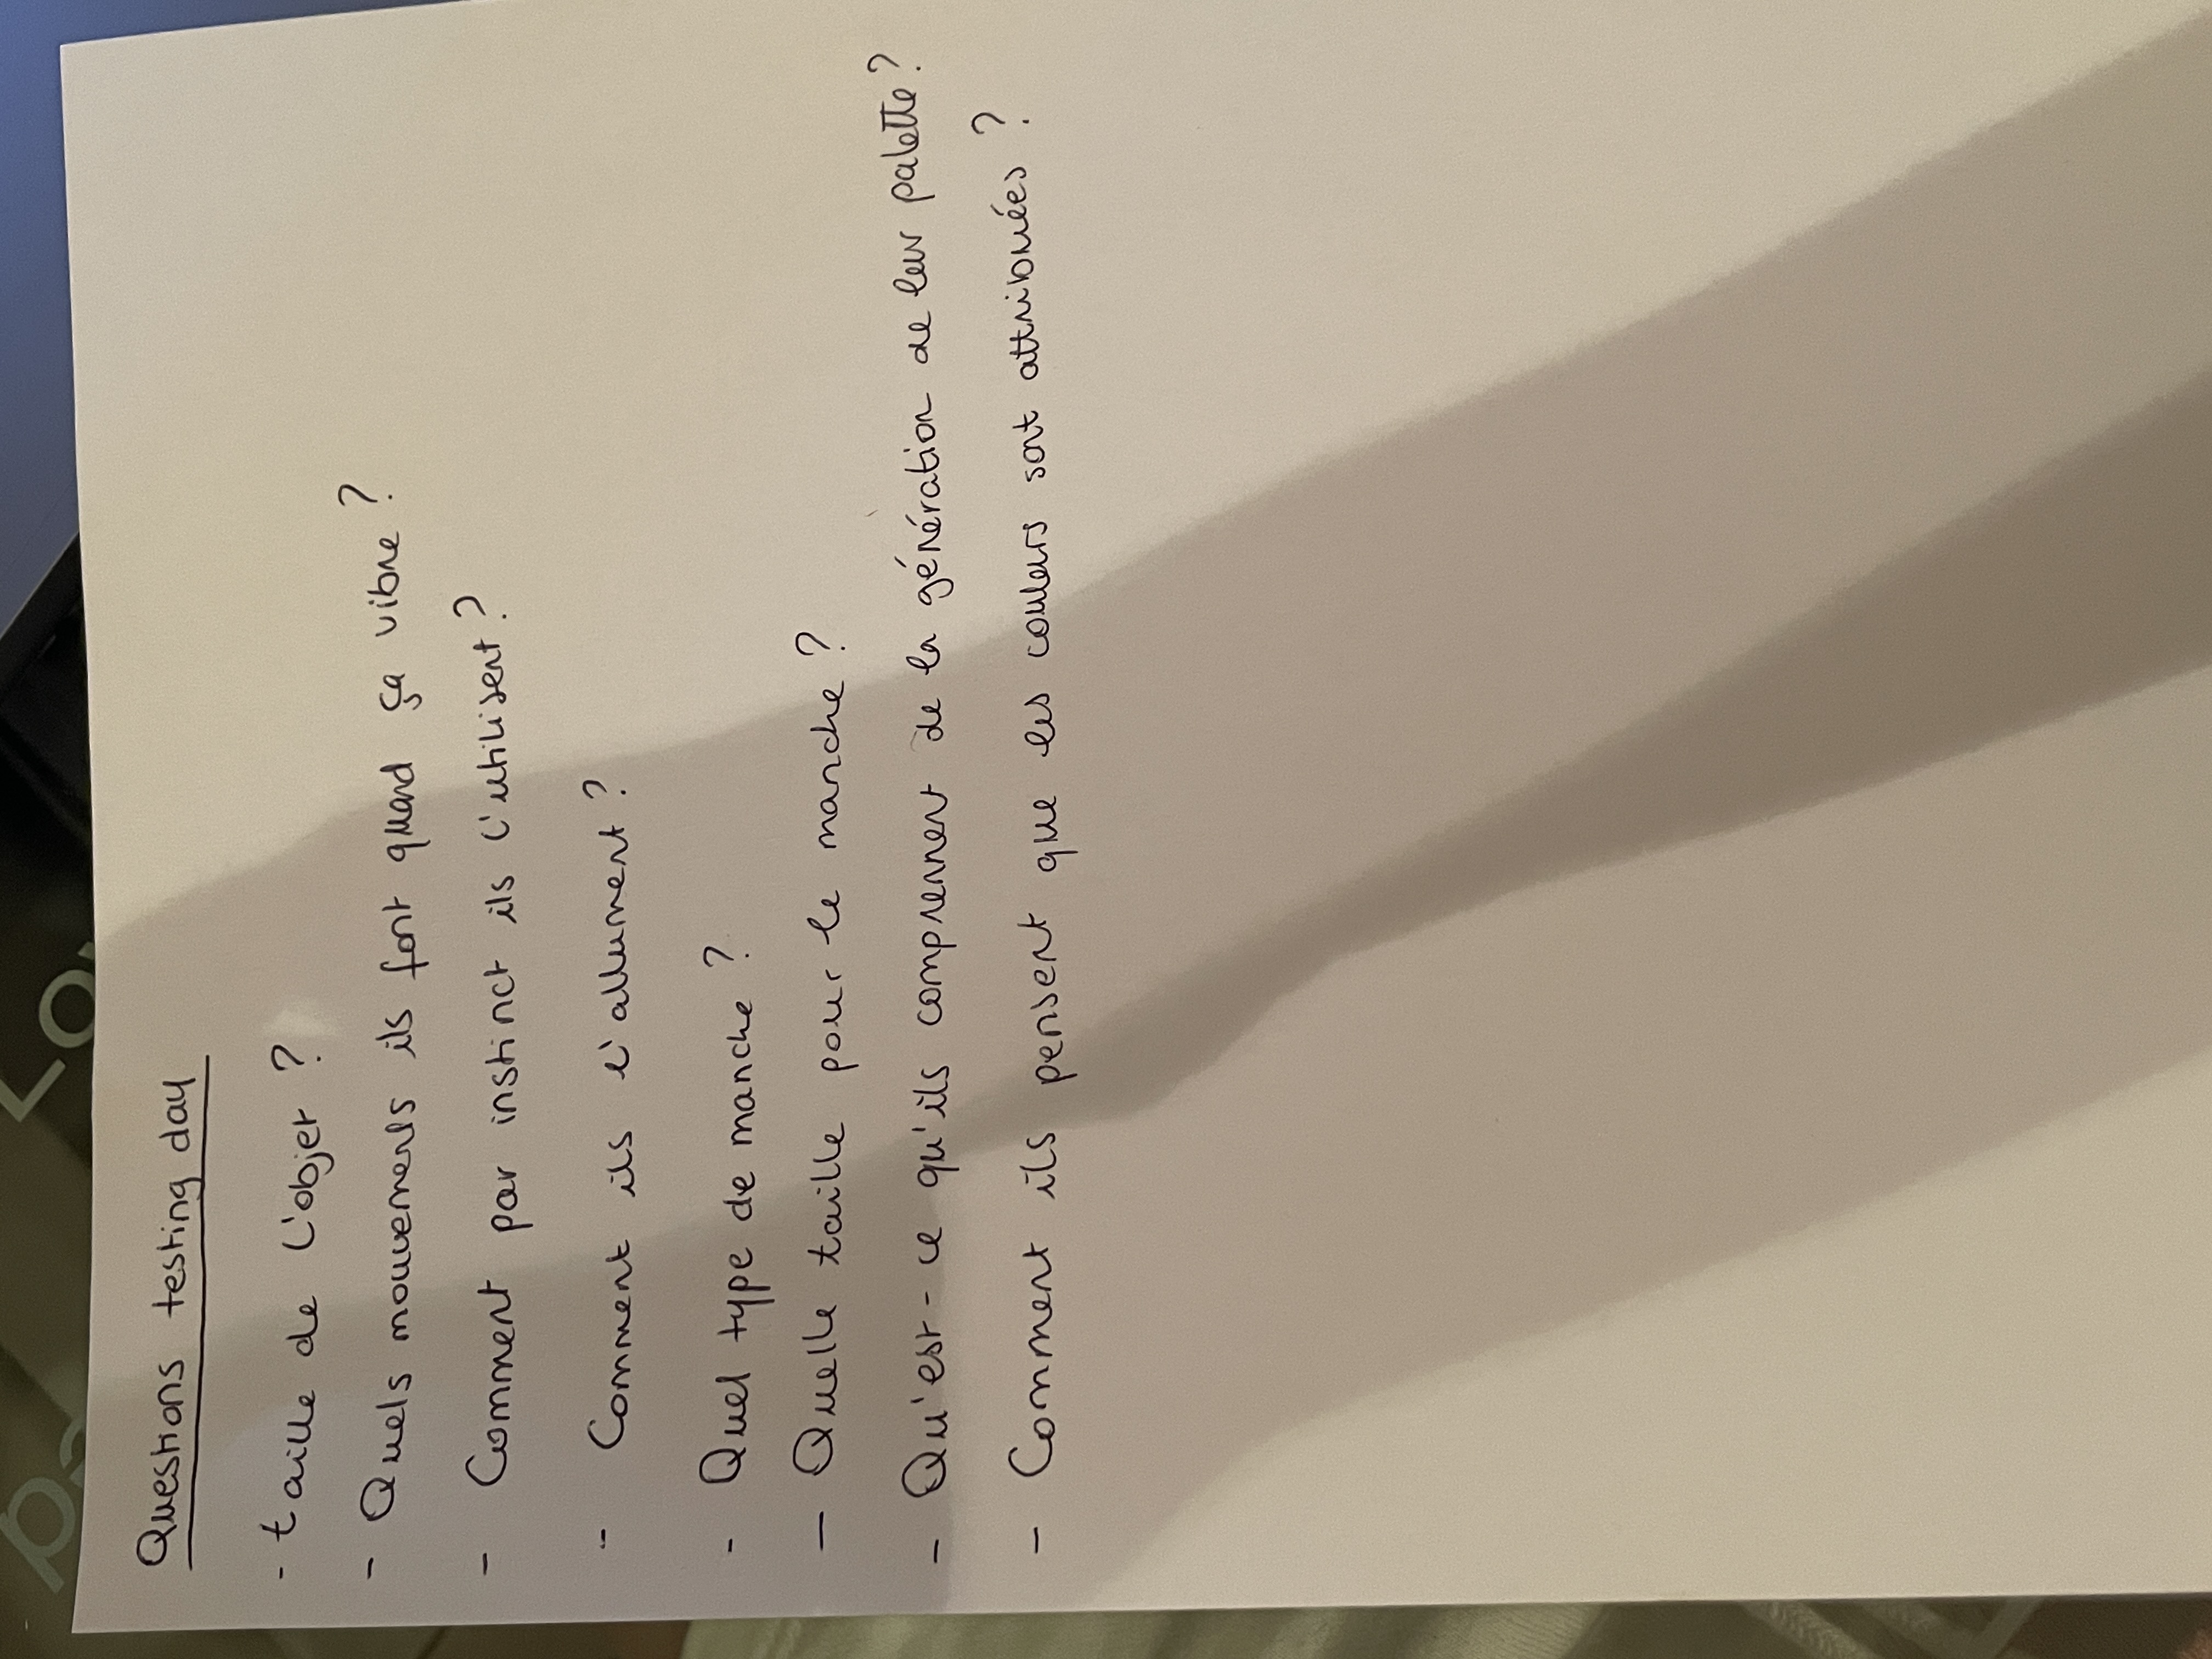 Questions testing day
- taille de l'objet ?
- Quels mouvements ils font quand ça vibre ?
- Comment par instinct ils l'utilisent ?
- Comment ils l'allument ?
- Quel type de manche ?
- Quelle taille pour le manche ?
- Qu'est-ce qu'ils comprennent de la génération de leur palette ?
- Comment ils pensent que les couleurs sont attribuées ?